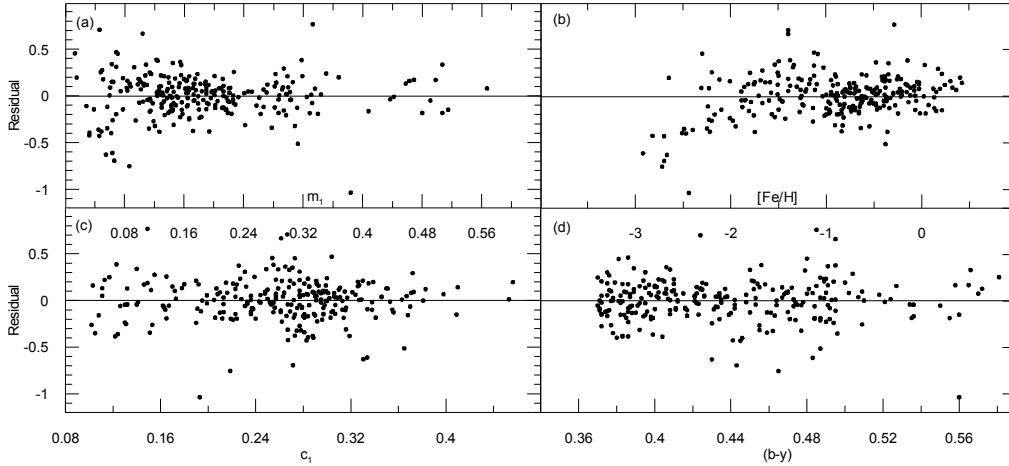 (a) (b)
Residual
0.5
0
-0.5
-1
m1 [Fe/H]
(c) 0.08 0.16 0.24 0.32 0.4 0.48 0.56 (d) -3 -2 -1 0
Residual
0.5
0
-0.5
-1
0.08 0.16 0.24 0.32 0.4 0.36 0.4 0.44 0.48 0.52 0.56
c1 (b-y)